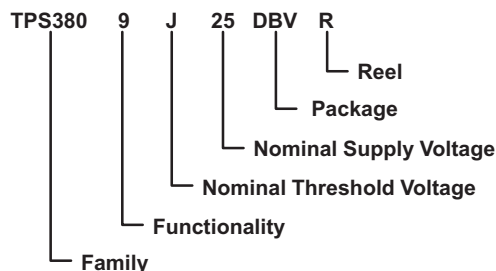 TPS380 9 J 25 DBV R
Reel
Package
Nominal Supply Voltage
Nominal Threshold Voltage
Functionality
Family